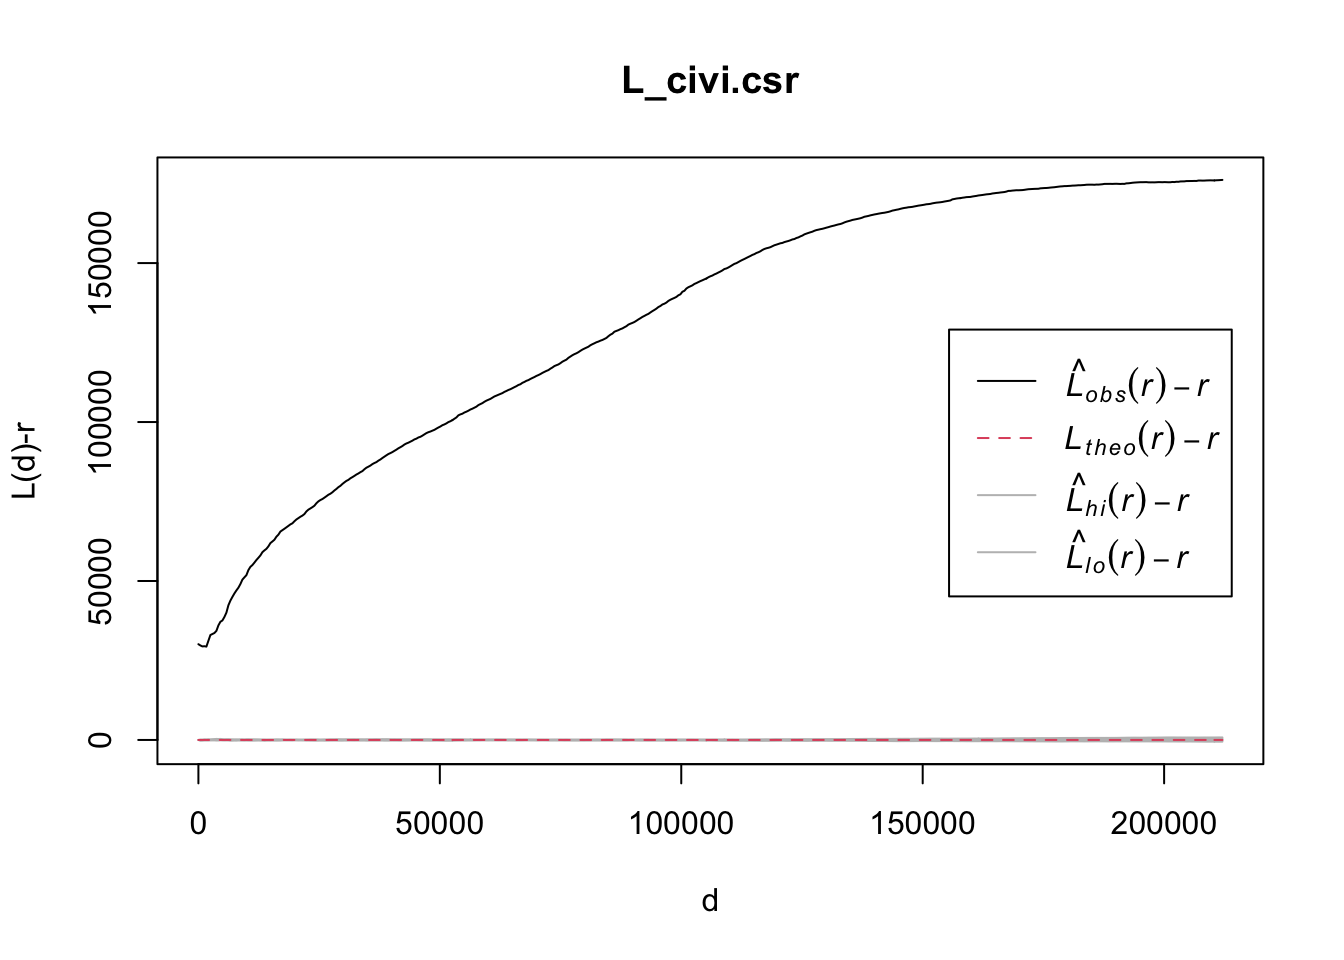 L_civi.csr
L(d)-r
150000
100000
50000
0
L̂obs(r) − r
Ltheo(r) − r
L̂hi(r) − r
L̂lo(r) − r
0 50000 100000 150000 200000
d